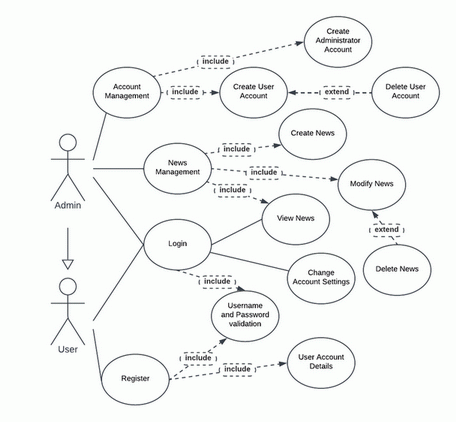 Create
Administrator
Account
include
Account
Management
include
Create User
Account
extend
Delete User
Account
Create News
include
Admin
News
Management
include
include
Modify News
View News
extend
Login
Delete News
Change
Account Settings
include
Username
and Password
validation
User
include
include
User Account
Details
Register